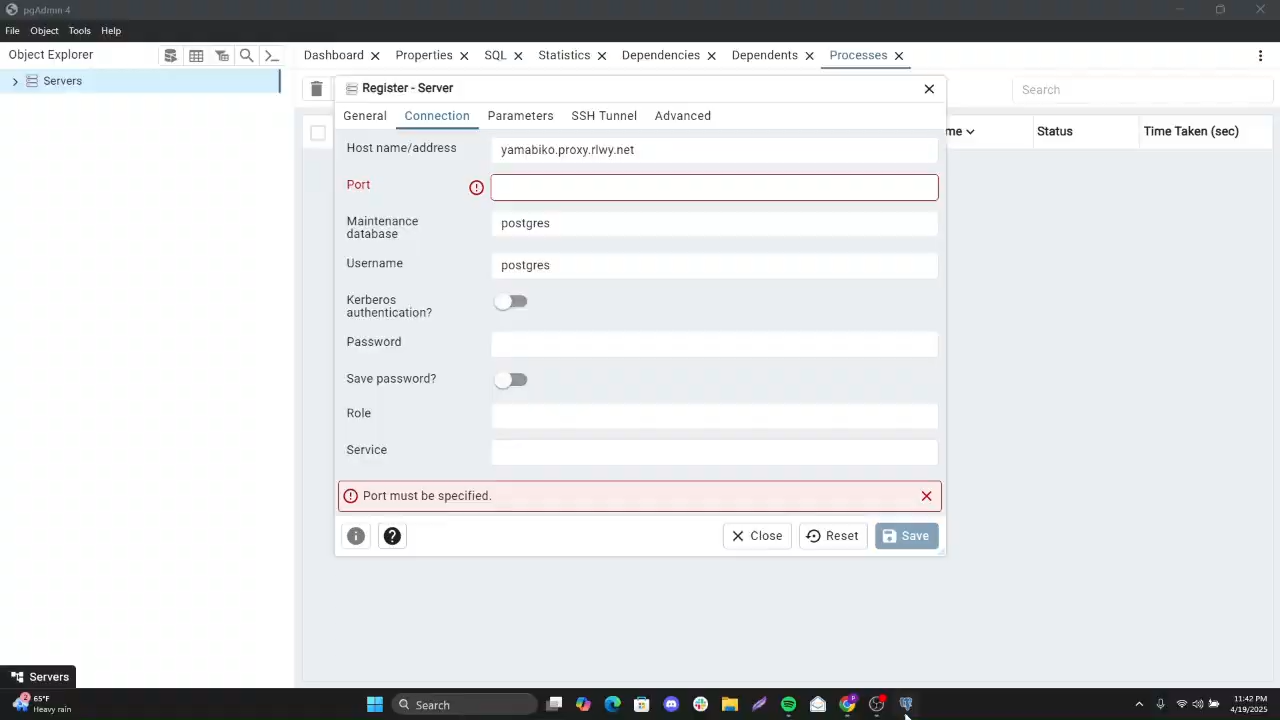 pgAdmin 4
File Object Tools Help
Object Explorer
Dashboard Properties SQL Statistics Dependencies Dependents Processes
Servers
Register - Server
Search
General Connection Parameters SSH Tunnel Advanced
me Status Time Taken (sec)
Host name/address yamabiko.proxy.rlwy.net
Port
Maintenance
database
postgres
Username postgres
Kerberos
authentication?
Password
Save password?
Role
Service
Port must be specified.
Close Reset Save
Servers
2
65°F
Heavy rain
Search
11:42 PM
4/19/2025